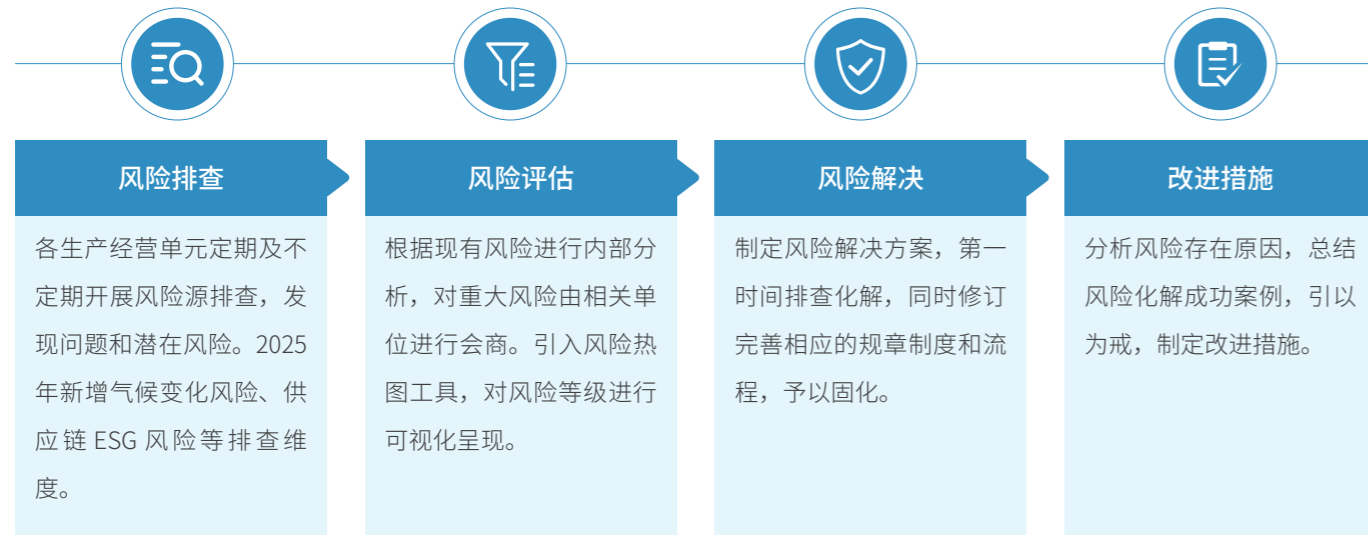 风险排查
各生产经营单元定期及不
定期开展风险源排查，发
现问题和潜在风险。2025
年新增气候变化风险、供
应链 ESG 风险等排查维
度。
风险评估
根据现有风险进行内部分
析，对重大风险由相关单
位进行会商。引入风险热
图工具，对风险等级进行
可视化呈现。
风险解决
制定风险解决方案，第一
时间排查化解，同时修订
完善相应的规章制度和流
程，予以固化。
改进措施
分析风险存在原因，总结
风险化解成功案例，引以
为戒，制定改进措施。